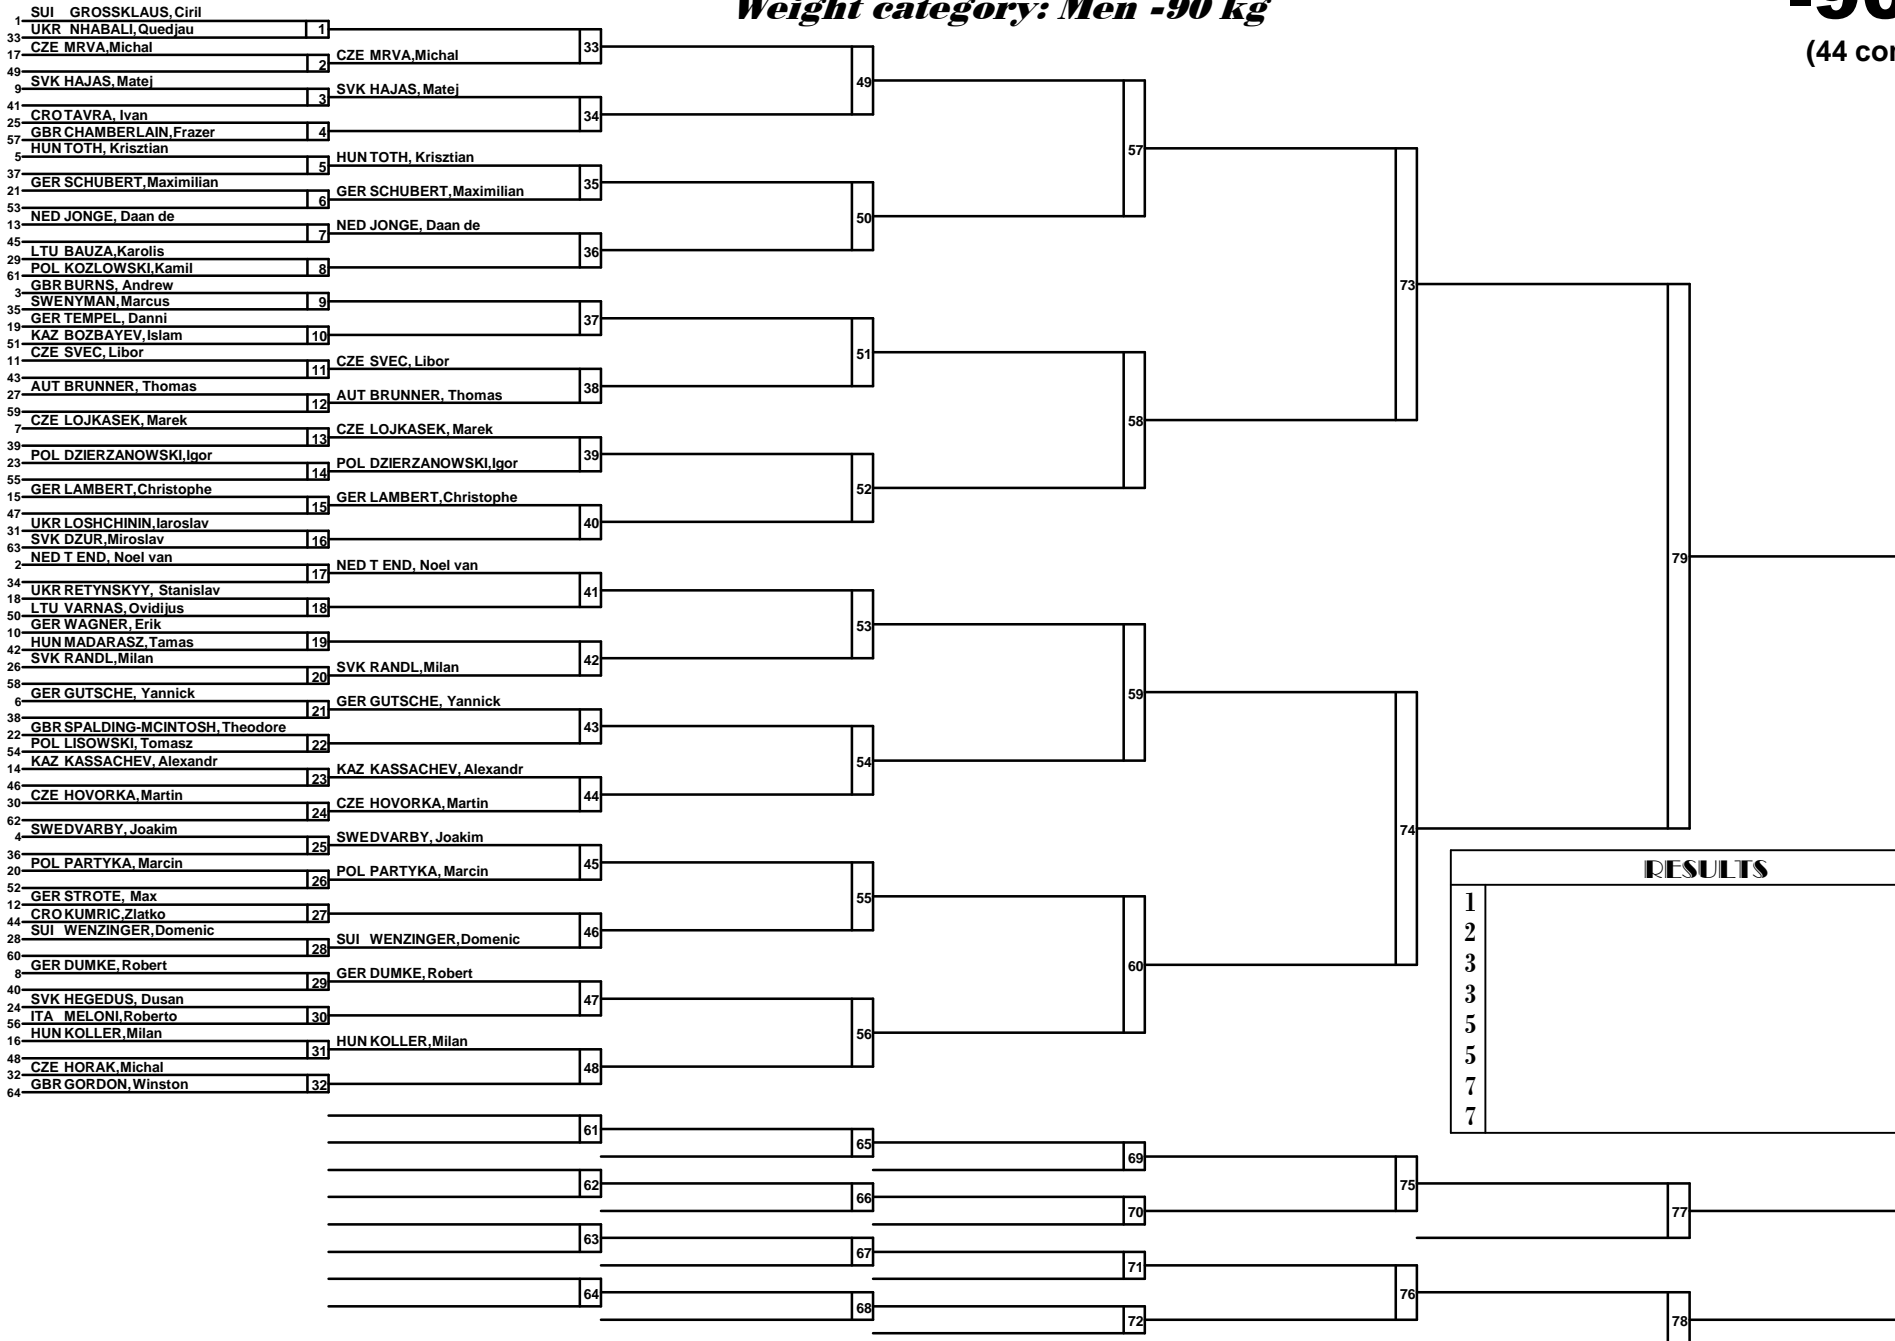 Weight category: Men -90 kg
-90
(44 con
1 SUI GROSSKLAUS, Ciril
33 UKR NHABALI, Quedjau
1
17 CZE MRVA, Michal
49
2
9 SVK HAJAS, Matej
41
3
25 CRO TAVRA, Ivan
57 GBR CHAMBERLAIN, Frazer
4
5 HUN TOTH, Krisztian
37
5
21 GER SCHUBERT, Maximilian
53
6
13 NED JONGE, Daan de
45
7
29 LTU BAUZA, Karolis
61 POL KOZLOWSKI, Kamil
8
3 GBR BURNS, Andrew
35 SWE NYMAN, Marcus
9
19 GER TEMPEL, Danni
51 KAZ BOZBAYEV, Islam
10
11 CZE SVEC, Libor
43
11
27 AUT BRUNNER, Thomas
59
12
7 CZE LOJKASEK, Marek
39
13
23 POL DZIERZANOWSKI, Igor
55
14
15 GER LAMBERT, Christophe
47
15
31 UKR LOSHCHININ, Iaroslav
63 SVK DZUR, Miroslav
16
2 NED T END, Noel van
34
17
18 UKR RETYNSKYY, Stanislav
50 LTU VARNAS, Ovidijus
18
10 GER WAGNER, Erik
42 HUN MADARASZ, Tamas
19
26 SVK RANDL, Milan
58
20
6 GER GUTSCHE, Yannick
38
21
22 GBR SPALDING-MCINTOSH, Theodore
54 POL LISOWSKI, Tomasz
22
14 KAZ KASSACHEV, Alexandr
46
23
30 CZE HOVORKA, Martin
62
24
4 SWE DVARBY, Joakim
36
25
20 POL PARTYKA, Marcin
52
26
12 GER STROTE, Max
44 CRO KUMRIC, Zlatko
27
28 SUI WENZINGER, Domenic
60
28
8 GER DUMKE, Robert
40
29
24 SVK HEGEDUS, Dusan
56 ITA MELONI, Roberto
30
16 HUN KOLLER, Milan
48
31
32 CZE HORAK, Michal
64 GBR GORDON, Winston
32
CZE MRVA, Michal
33
SVK HAJAS, Matej
34
HUN TOTH, Krisztian
GER SCHUBERT, Maximilian
35
NED JONGE, Daan de
36
37
CZE SVEC, Libor
AUT BRUNNER, Thomas
38
CZE LOJKASEK, Marek
POL DZIERZANOWSKI, Igor
39
GER LAMBERT, Christophe
40
NED T END, Noel van
41
SVK RANDL, Milan
42
GER GUTSCHE, Yannick
43
KAZ KASSACHEV, Alexandr
CZE HOVORKA, Martin
44
SWE DVARBY, Joakim
POL PARTYKA, Marcin
45
SUI WENZINGER, Domenic
46
GER DUMKE, Robert
47
HUN KOLLER, Milan
48
49
50
51
52
53
54
55
56
57
58
59
60
73
74
79
RESULTS
1
2
3
3
5
5
7
7
61
62
63
64
65
66
67
68
69
70
71
72
75
76
77
78